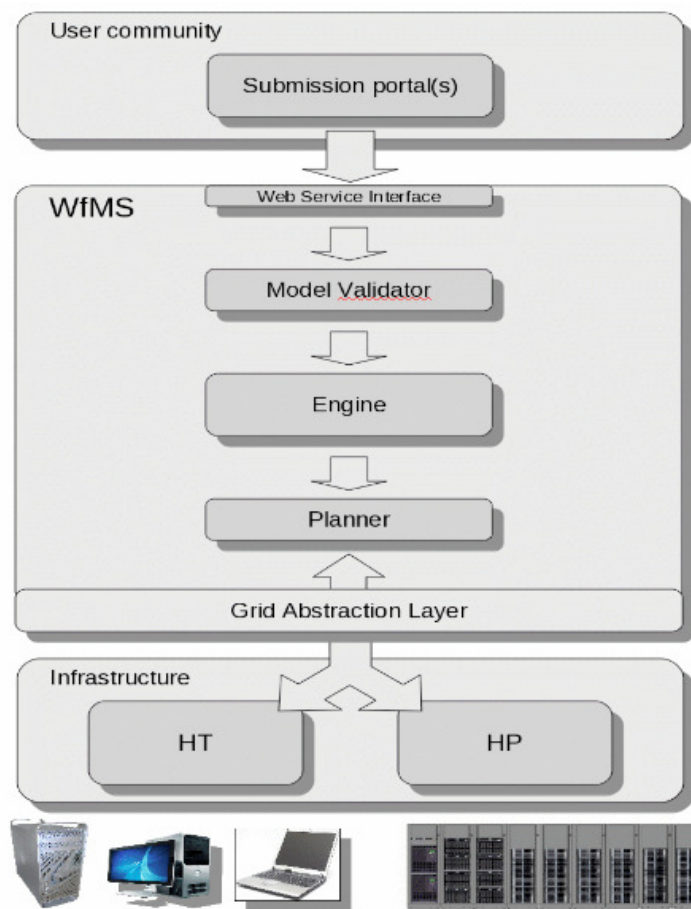 User community
Submission portal(s)
Web Service Interface
WfMS
Model Validator
Engine
Planner
Grid Abstraction Layer
Infrastructure
HT
HP